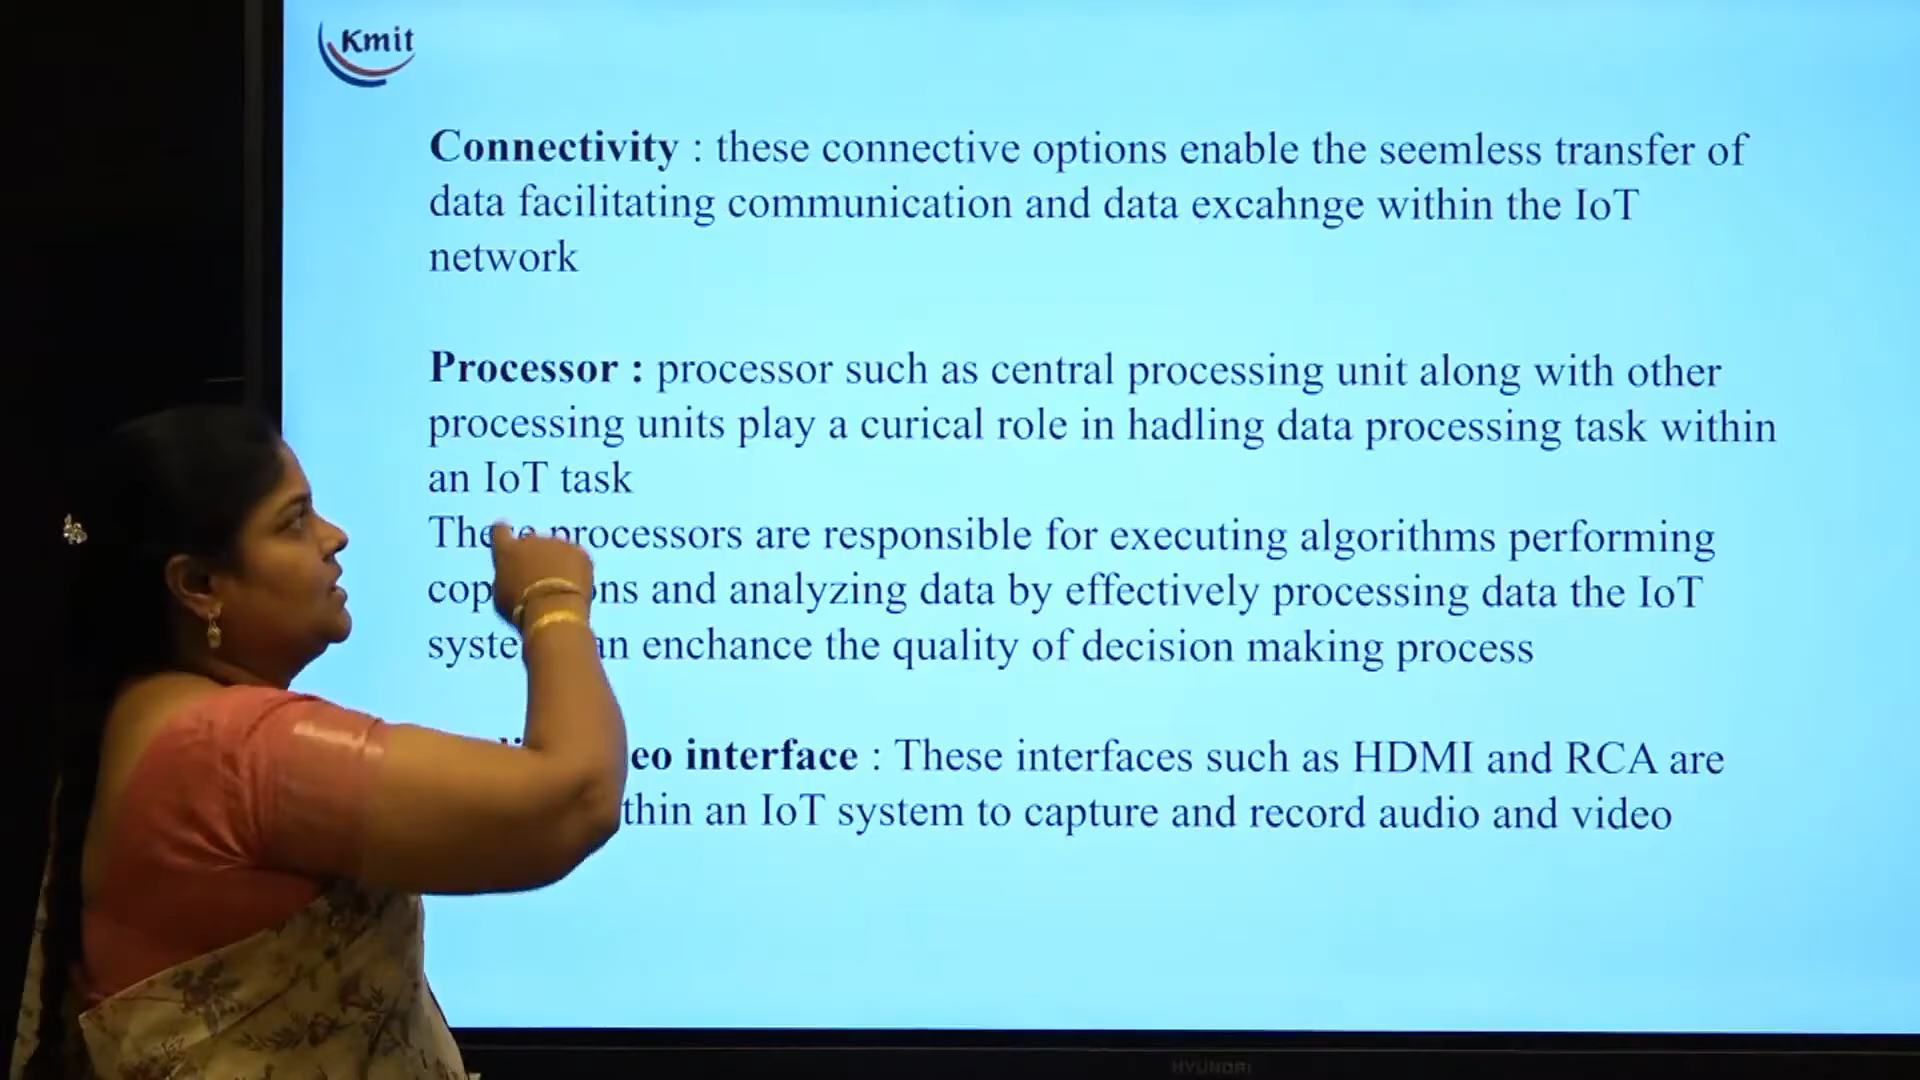 Kmit
Connectivity : these connective options enable the seemless transfer of
data facilitating communication and data excahnge within the IoT
network
Processor : processor such as central processing unit along with other
processing units play a curical role in hadling data processing task within
an IoT task
These processors are responsible for executing algorithms performing
and analyzing data by effectively processing data the IoT
enchance the quality of decision making process
interface : These interfaces such as HDMI and RCA are
an IoT system to capture and record audio and video
HYUNDAI